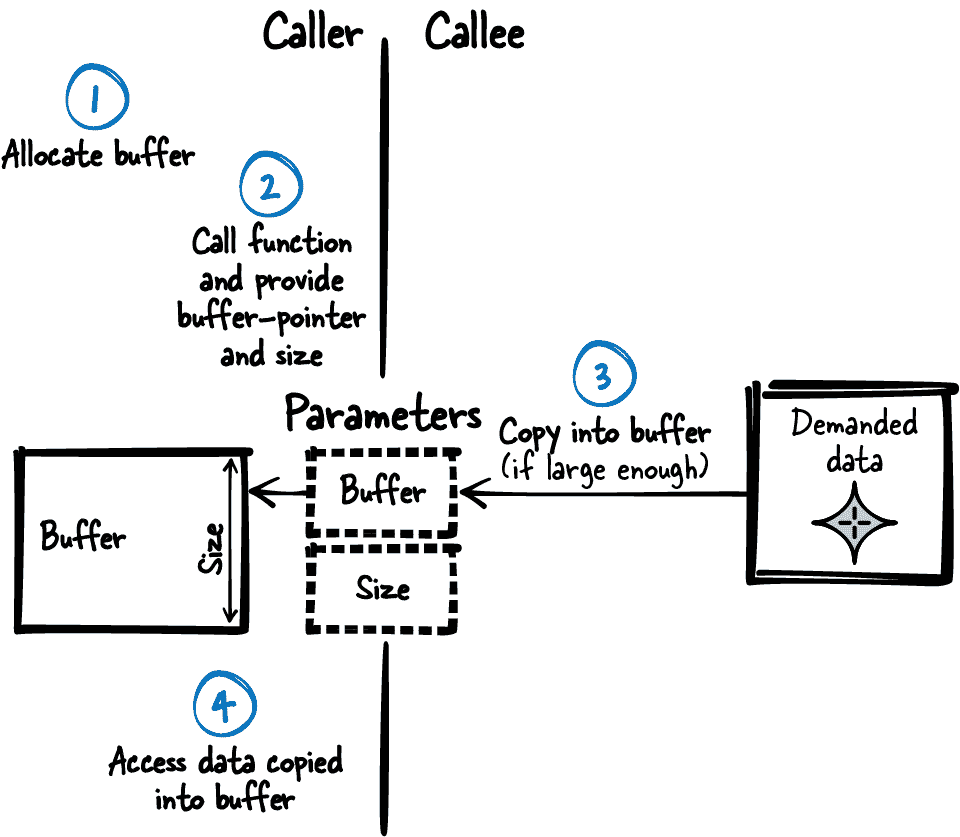 Caller
Callee
1
Allocate buffer
2
Call function
and provide
buffer-pointer
and size
3
Copy into buffer
(if large enough)
Demanded
data
Parameters
Buffer
Size
Buffer
Size
4
Access data copied
into buffer